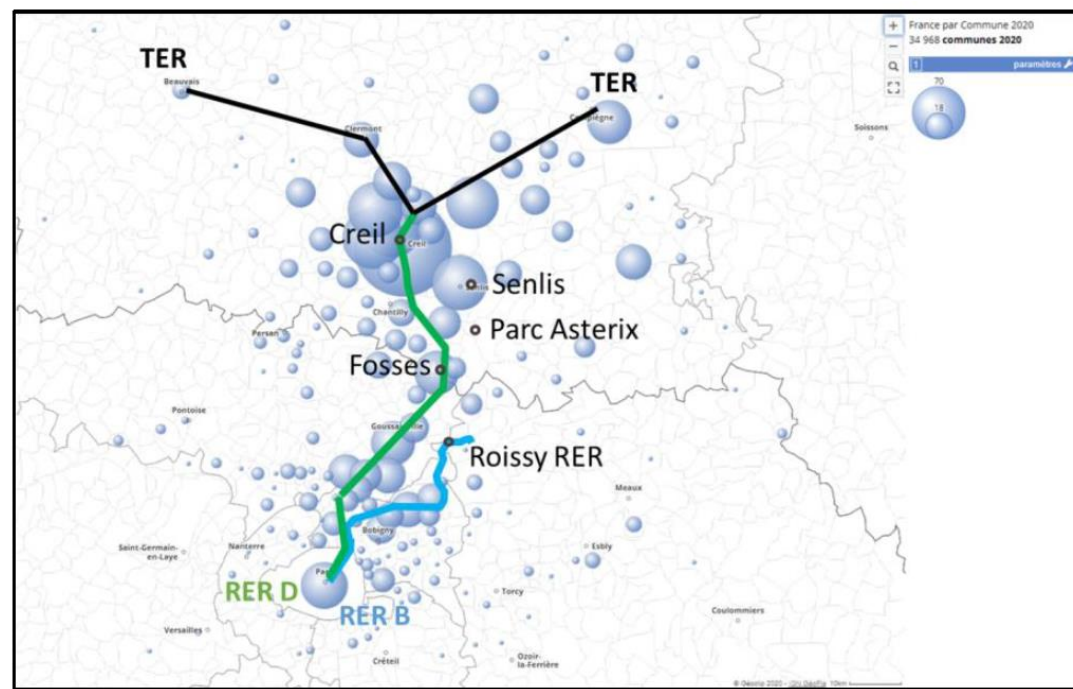 France par Commune 2020
34 968 communes 2020
1 paramètres
70
18
TER
Beauvais
TER
Clermont
Soissons
Creil
Creil
Senlis
Chantilly
Parc Asterix
Persan
Fosses
Pontoise
Roissy RER
Meaux
Bobigny
Saint-Germain-
en-Laye
Nanterre
Esbly
RER D
RER B
Torcy
Coulommiers
Versailles
Créteil
Ozoir-
la-Ferrière
10km